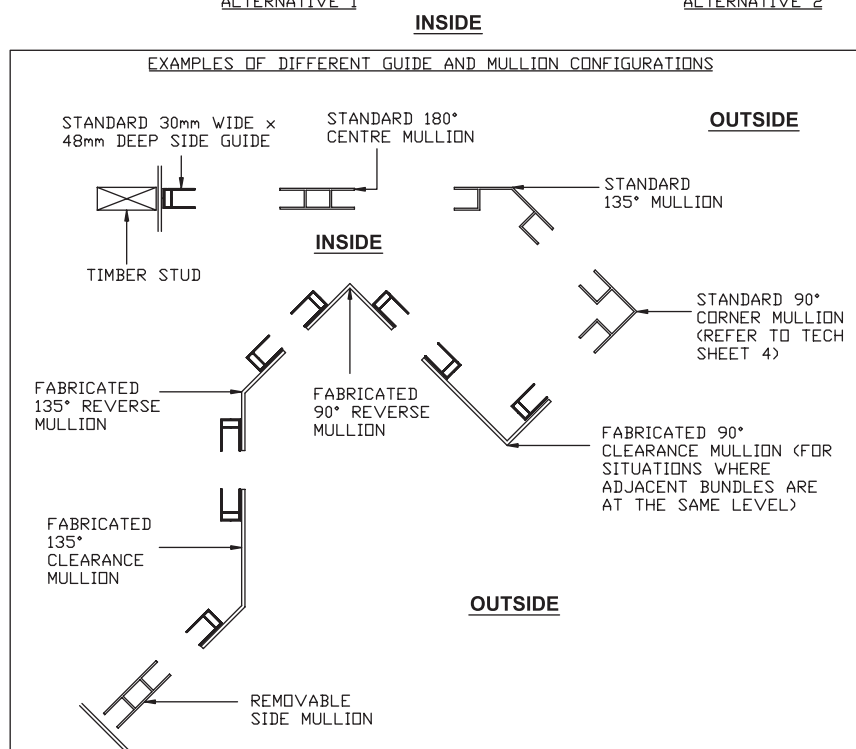 ALTERNATIVE 1
ALTERNATIVE 2
INSIDE
EXAMPLES OF DIFFERENT GUIDE AND MULLION CONFIGURATIONS
STANDARD 30mm WIDE x
48mm DEEP SIDE GUIDE
STANDARD 180°
CENTRE MULLION
OUTSIDE
STANDARD
135° MULLION
INSIDE
TIMBER STUD
STANDARD 90°
CORNER MULLION
(REFER TO TECH
SHEET 4)
FABRICATED
135° REVERSE
MULLION
FABRICATED
90° REVERSE
MULLION
FABRICATED 90°
CLEARANCE MULLION (FOR
SITUATIONS WHERE
ADJACENT BUNDLES ARE
AT THE SAME LEVEL)
FABRICATED
135°
CLEARANCE
MULLION
OUTSIDE
REMOVABLE
SIDE MULLION